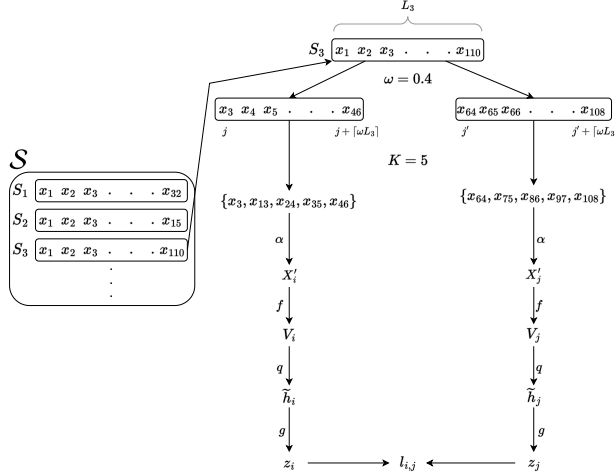 L₃
S₃ x₁ x₂ x₃ . . . x₁₁₀
ω = 0.4
x₃ x₄ x₅ . . . x₄₆
x₆₄ x₆₅ x₆₆ . . . x₁₀₈
j j + ⌈ωL₃⌉
j′ j′ + ⌈ωL₃
K = 5
𝒮
S₁ x₁ x₂ x₃ . . . x₃₂
S₂ x₁ x₂ x₃ . . . x₁₅
S₃ x₁ x₂ x₃ . . . x₁₁₀
.
.
.
{x₃, x₁₃, x₂₄, x₃₅, x₄₆}
{x₆₄, x₇₅, x₈₆, x₉₇, x₁₀₈}
α α
X′ᵢ X′ⱼ
f f
Vᵢ Vⱼ
q q
h̃ᵢ h̃ⱼ
g g
zᵢ lᵢ,ⱼ zⱼ